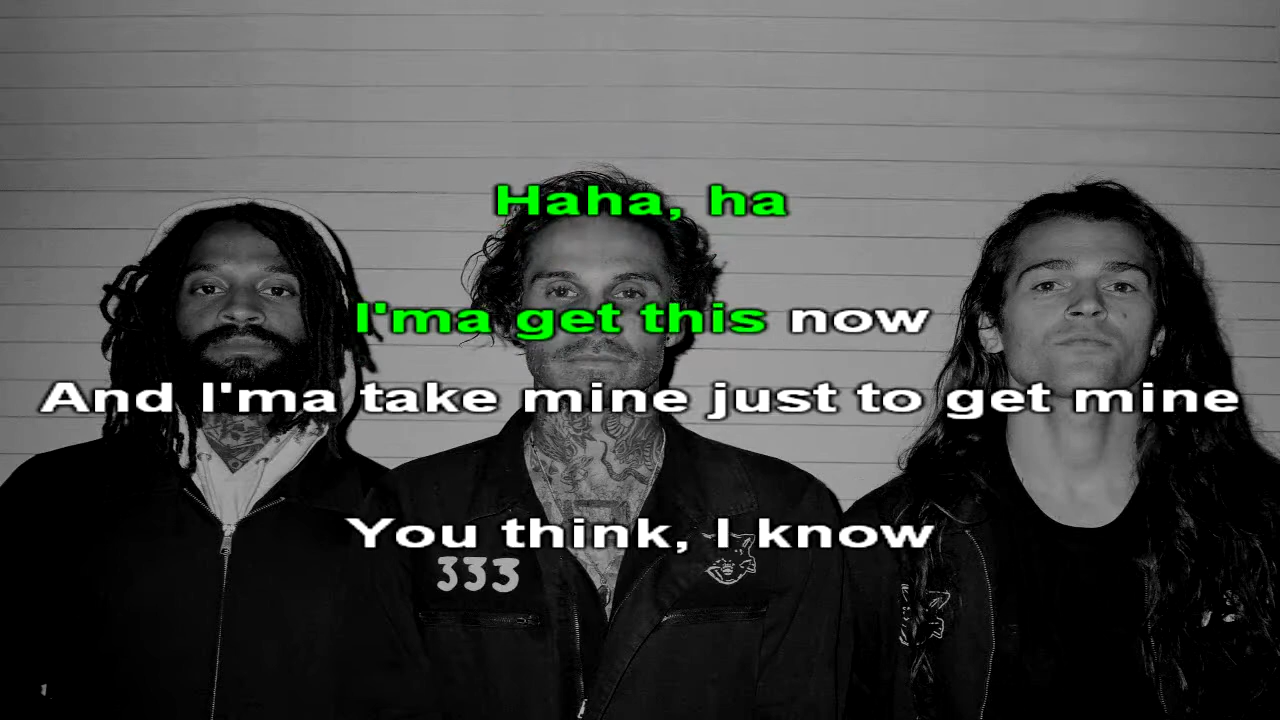 Haha, ha
I'ma get this now
And I'ma take mine just to get mine
You think, I know
333